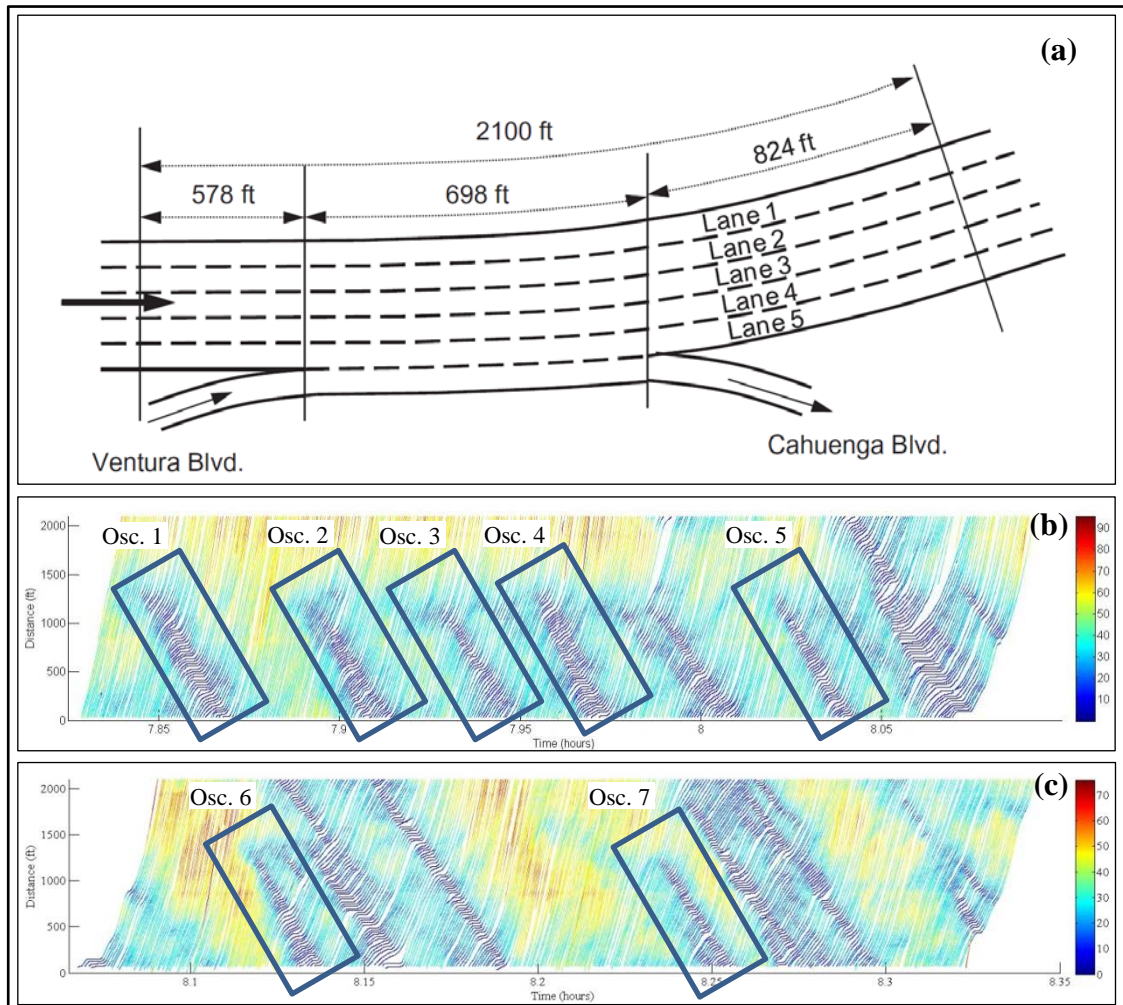 (a)
2100 ft
824 ft
578 ft
698 ft
Lane 1
Lane 2
Lane 3
Lane 4
Lane 5
Ventura Blvd.
Cahuenga Blvd.
(b)
Osc. 1 Osc. 2 Osc. 3 Osc. 4 Osc. 5
Distance (ft)
2000
1500
1000
500
0
7.85 7.9 7.95 8 8.05
Time (hours)
90
80
70
60
50
40
30
20
10
(c)
Osc. 6 Osc. 7
Distance (ft)
2000
1500
1000
500
0
8.1 8.15 8.2 8.25 8.3 8.35
Time (hours)
70
60
50
40
30
20
10
0